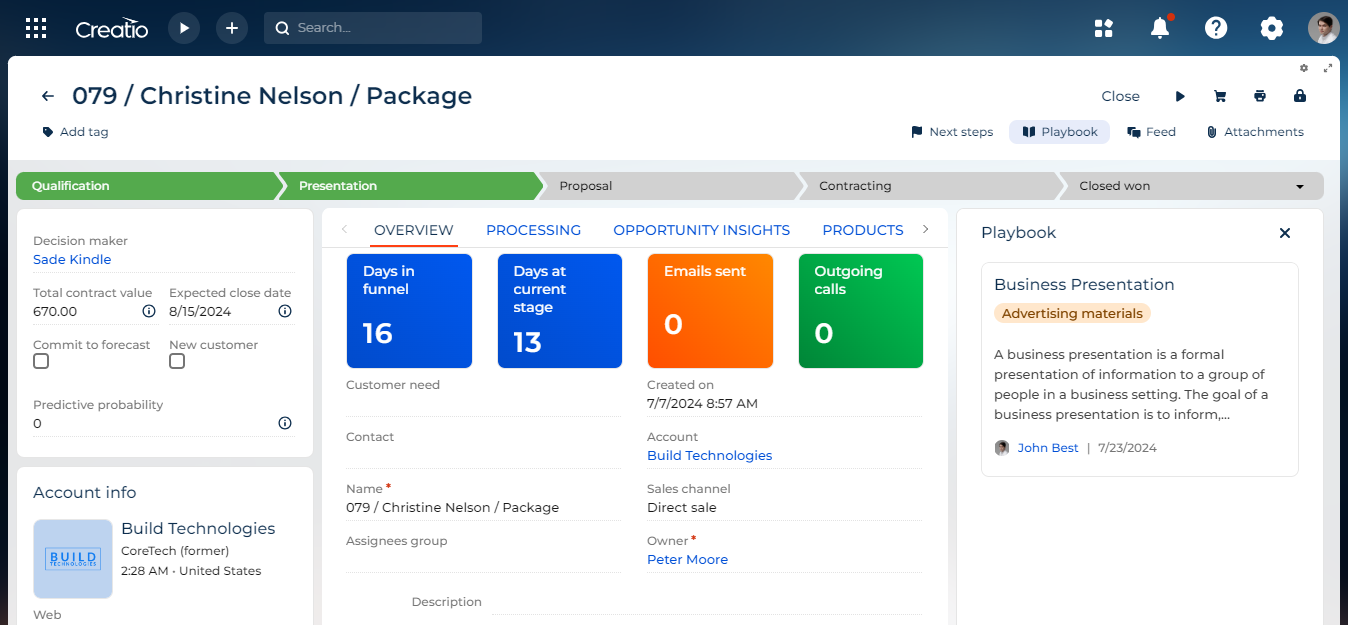 Creatio
Search...
079 / Christine Nelson / Package
Close
Add tag
Next steps
Playbook
Feed
Attachments
Qualification
Presentation
Proposal
Contracting
Closed won
Decision maker
Sade Kindle
Total contract value
Expected close date
670.00
8/15/2024
Commit to forecast
New customer
Predictive probability
0
Account info
BUILD
TECHNOLOGIES
Build Technologies
CoreTech (former)
2:28 AM • United States
Web
OVERVIEW
PROCESSING
OPPORTUNITY INSIGHTS
PRODUCTS
Days in
funnel
16
Days at
current
stage
13
Emails sent
0
Outgoing
calls
0
Customer need
Created on
7/7/2024 8:57 AM
Contact
Account
Build Technologies
Name *
079 / Christine Nelson / Package
Sales channel
Direct sale
Assignees group
Owner *
Peter Moore
Description
Playbook
Business Presentation
Advertising materials
A business presentation is a formal
presentation of information to a group of
people in a business setting. The goal of a
business presentation is to inform,...
John Best | 7/23/2024